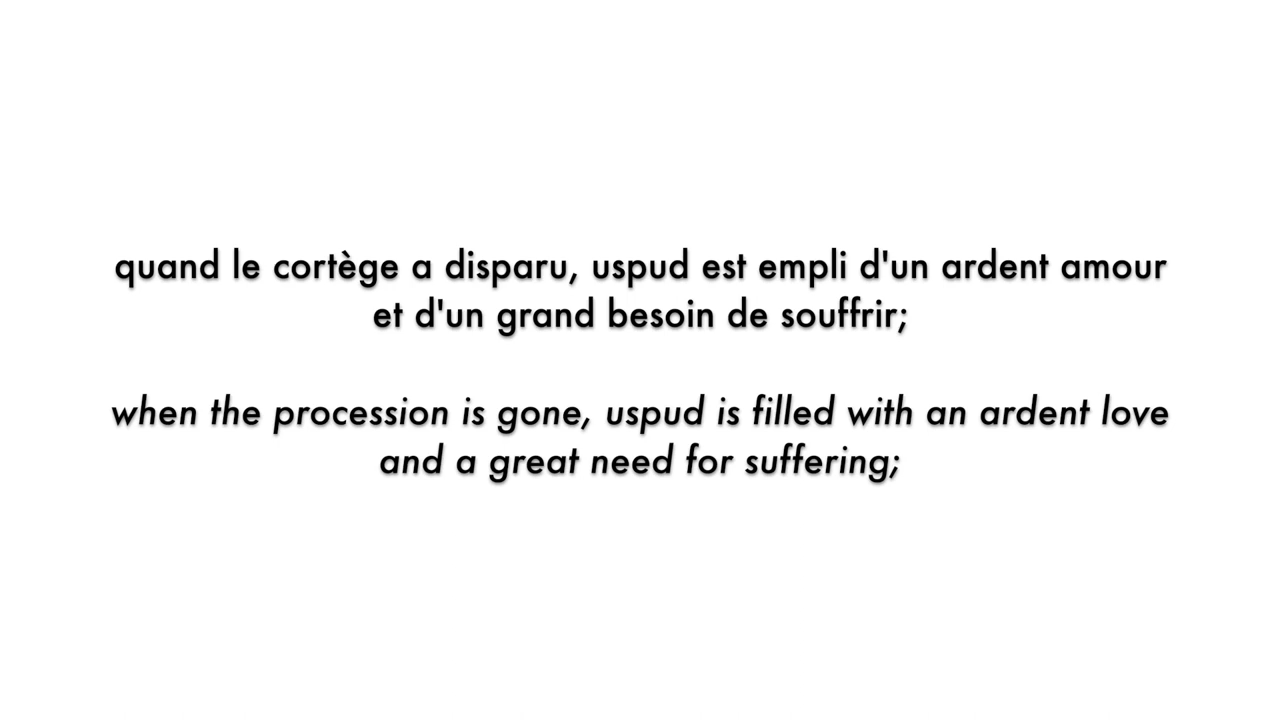 quand le cortège a disparu, uspud est empli d'un ardent amour
et d'un grand besoin de souffrir;
when the procession is gone, uspud is filled with an ardent love
and a great need for suffering;